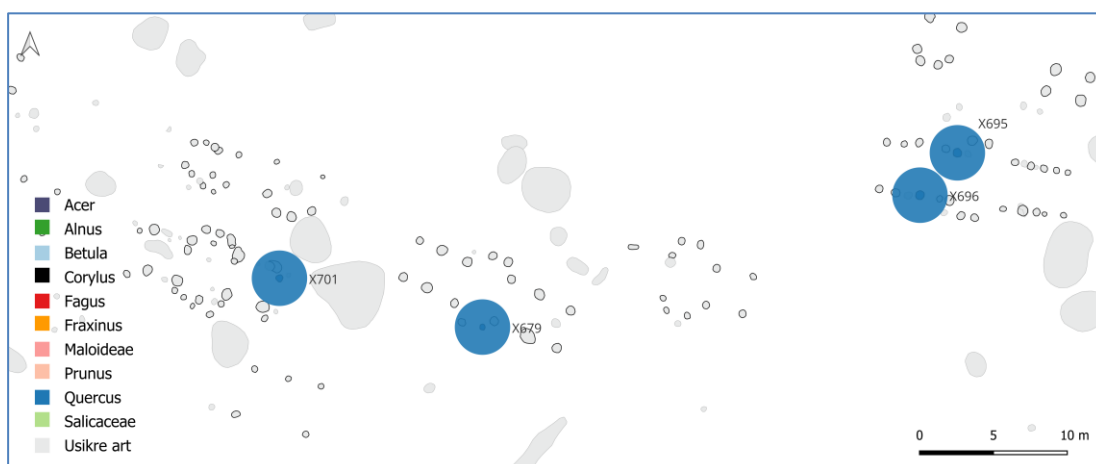 X695
X696
X701
X679
Acer
Alnus
Betula
Corylus
Fagus
Fraxinus
Maloideae
Prunus
Quercus
Salicaceae
Usikre art
0 5 10 m